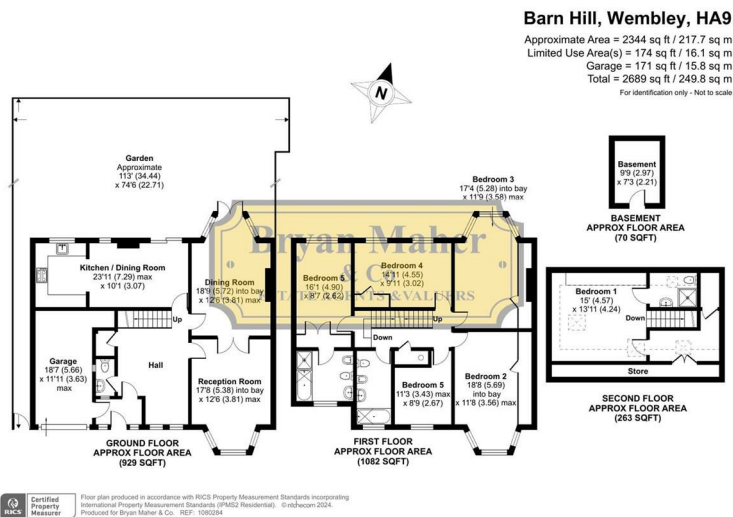 Barn Hill, Wembley, HA9
Approximate Area = 2344 sq ft / 217.7 sq m
Limited Use Area(s) = 174 sq ft / 16.1 sq m
Garage = 171 sq ft / 15.8 sq m
Total = 2689 sq ft / 249.8 sq m
For identification only - Not to scale
N
Garden
Approximate
113' (34.44)
x 74'6 (22.71)
Basement
9'9 (2.97)
x 7'3 (2.21)
BASEMENT
APPROX FLOOR AREA
(70 SQFT)
Bedroom 3
17'4 (5.28) into bay
x 11'9 (3.58) max
Bryan Maher
& Co.
ESTATE AGENTS & VALUERS
Kitchen / Dining Room
23'11 (7.29) max
x 10'1 (3.07)
Dining Room
18'9 (5.72) into bay
x 12'6 (3.81) max
Bedroom 5
16'1 (4.90)
x 8'7 (2.62)
Bedroom 4
14'11 (4.55)
x 9'11 (3.02)
Up
Up
Down
Garage
18'7 (5.66)
x 11'11 (3.63)
max
Hall
Reception Room
17'8 (5.38) into bay
x 12'6 (3.81) max
Bedroom 5
11'3 (3.43) max
x 8'9 (2.67)
Bedroom 2
18'8 (5.69)
into bay
x 11'8 (3.56) max
Bedroom 1
15' (4.57)
x 13'11 (4.24)
Down
Store
GROUND FLOOR
APPROX FLOOR AREA
(929 SQFT)
FIRST FLOOR
APPROX FLOOR AREA
(1082 SQFT)
SECOND FLOOR
APPROX FLOOR AREA
(263 SQFT)
RICS
Certified
Property
Measurer
Floor plan produced in accordance with RICS Property Measurement Standards incorporating
International Property Measurement Standards (IPMS2 Residential). © nichecom 2024.
Produced for Bryan Maher & Co. REF: 1080284